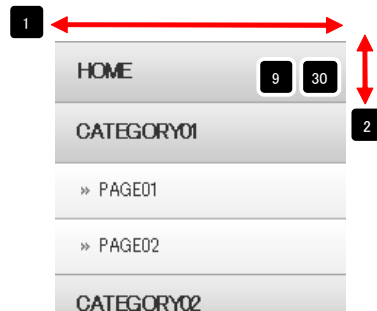 1
HOME
9 30
2
CATEGORY01
» PAGE01
» PAGE02
CATEGORY02